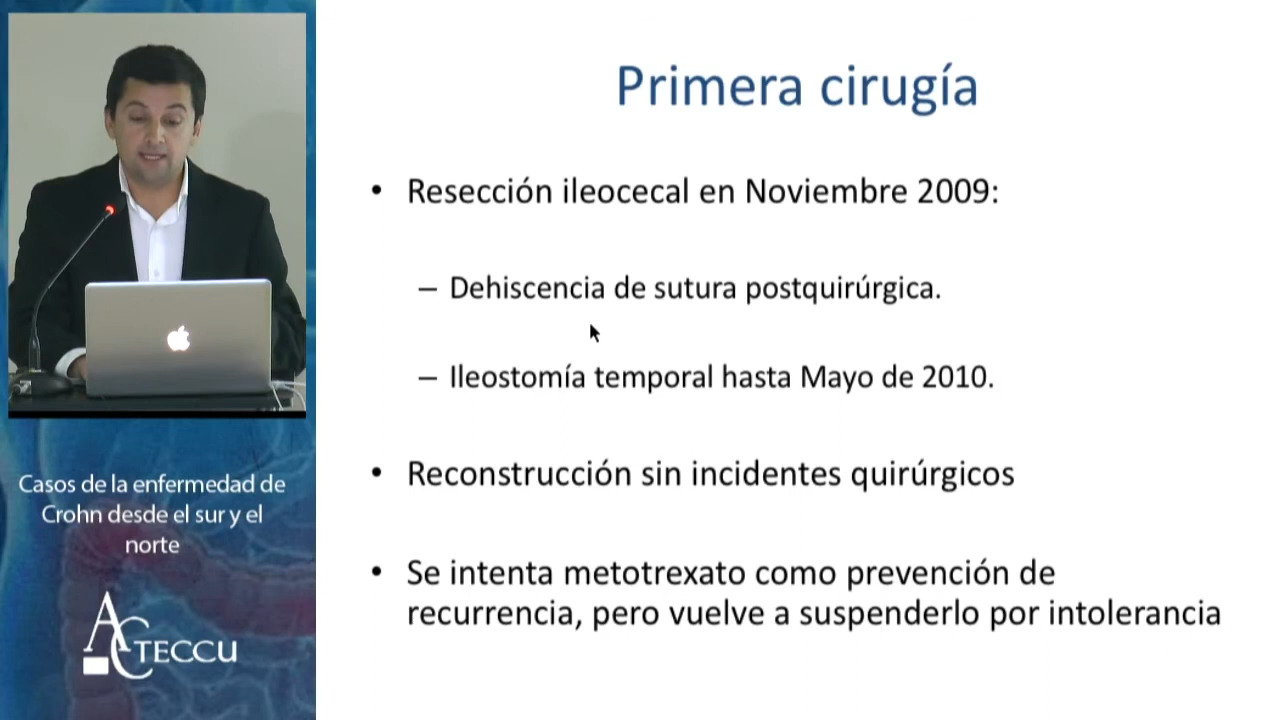 Primera cirugía
• Resección ileocecal en Noviembre 2009:
– Dehiscencia de sutura postquirúrgica.
– Ileostomía temporal hasta Mayo de 2010.
• Reconstrucción sin incidentes quirúrgicos
• Se intenta metotrexato como prevención de
recurrencia, pero vuelve a suspenderlo por intolerancia
Casos de la enfermedad de
Crohn desde el sur y el
norte
ACTECCU